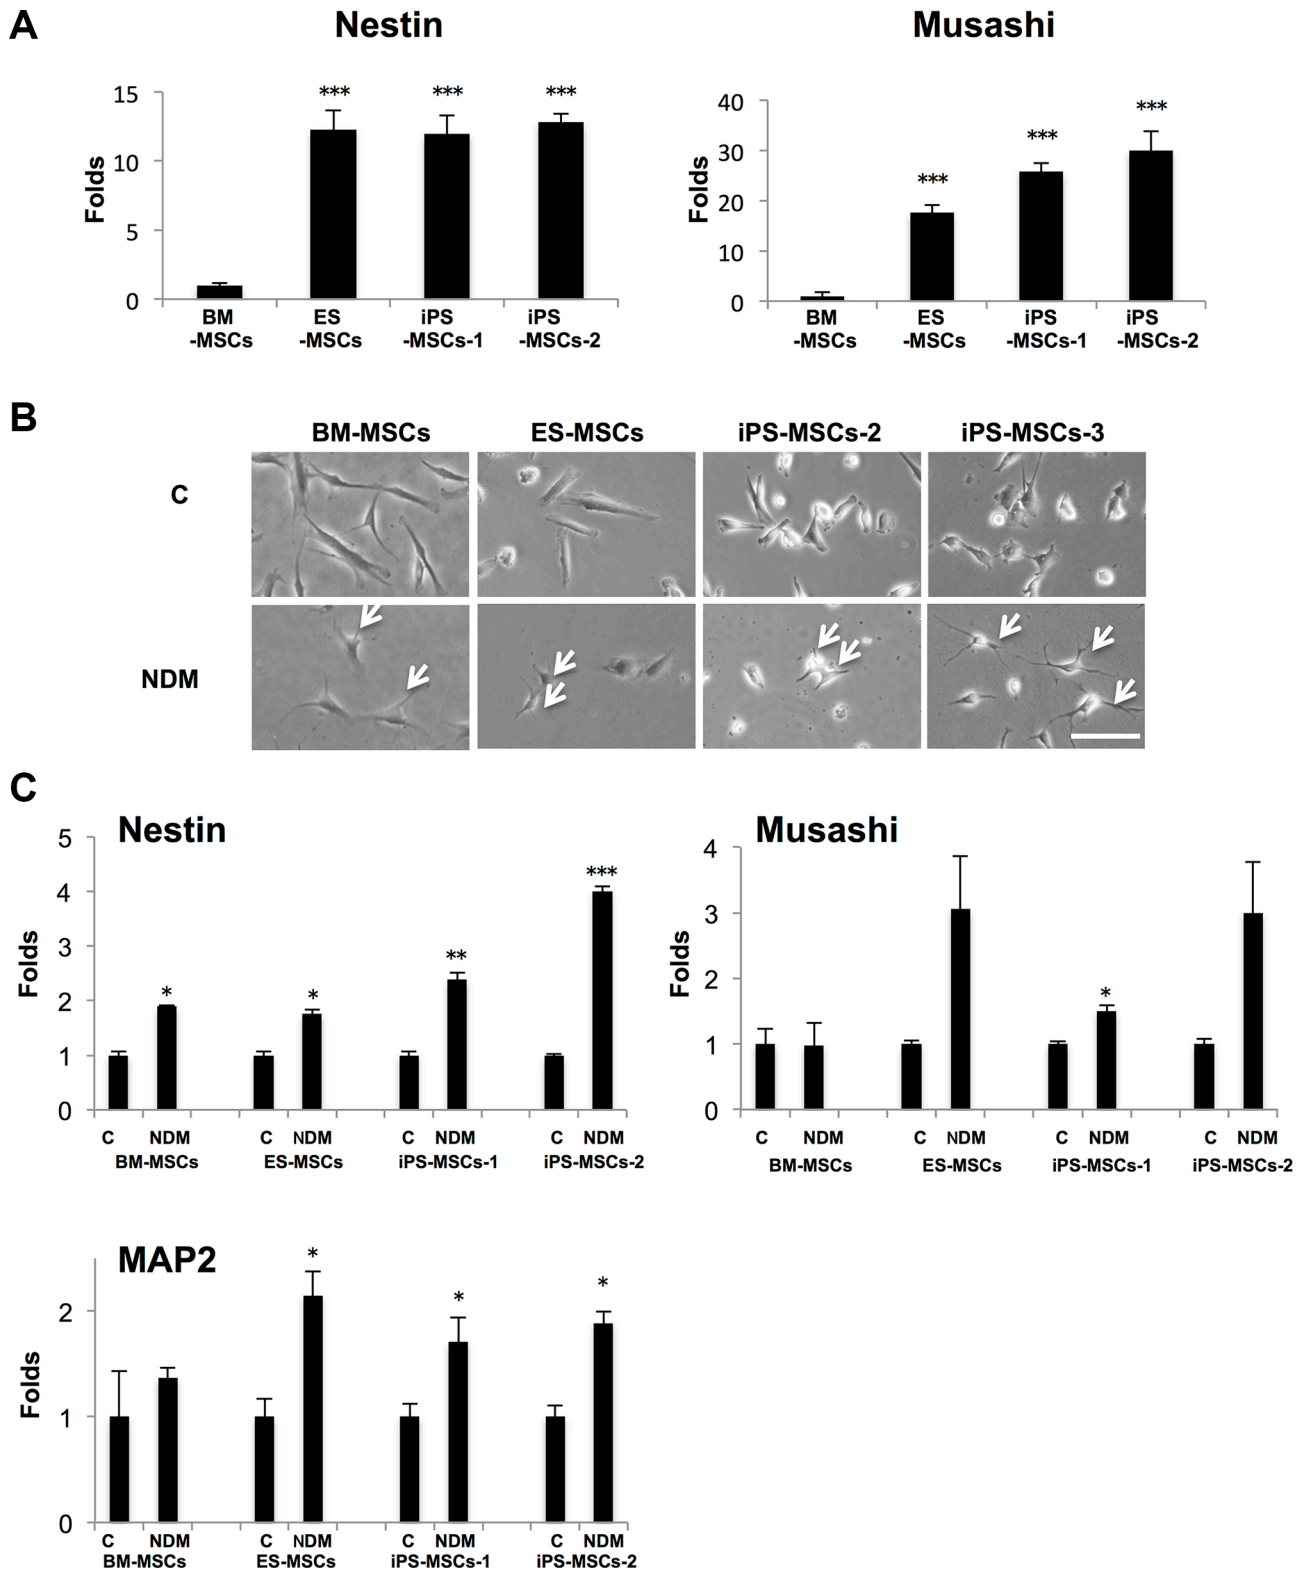 A
Nestin
Musashi
Folds
15
10
5
0
***
***
***
BM
-MSCs
ES
-MSCs
iPS
-MSCs-1
iPS
-MSCs-2
Folds
40
30
20
10
0
***
***
***
BM
-MSCs
ES
-MSCs
iPS
-MSCs-1
iPS
-MSCs-2
B
BM-MSCs
ES-MSCs
iPS-MSCs-2
iPS-MSCs-3
C
NDM
C
Nestin
Folds
5
4
3
2
1
0
*
*
**
***
C NDM C NDM C NDM C NDM
BM-MSCs ES-MSCs iPS-MSCs-1 iPS-MSCs-2
Musashi
Folds
4
3
2
1
0
*
C NDM C NDM C NDM C NDM
BM-MSCs ES-MSCs iPS-MSCs-1 iPS-MSCs-2
MAP2
Folds
2
1
0
*
*
*
C NDM C NDM C NDM C NDM
BM-MSCs ES-MSCs iPS-MSCs-1 iPS-MSCs-2